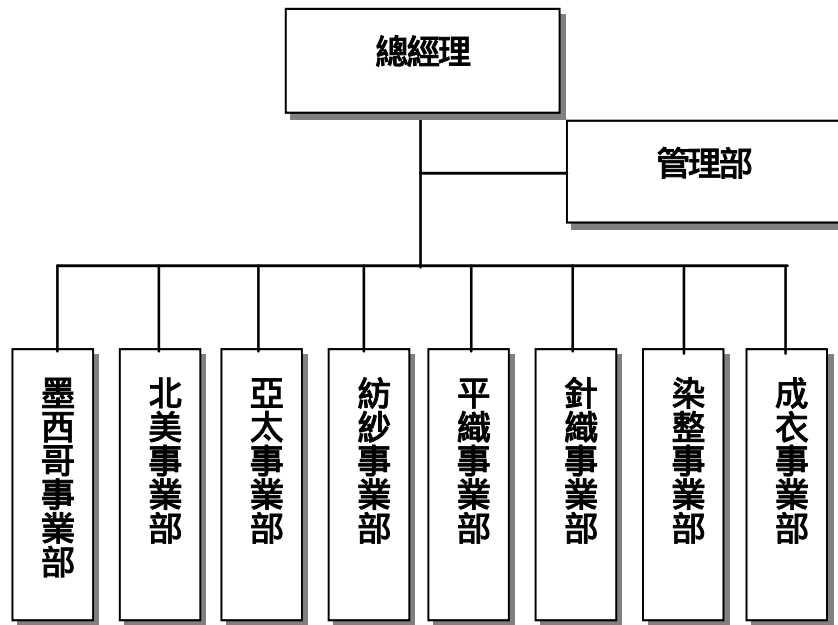 總經理
管理部
墨西哥事業部
北美事業部
亞太事業部
紡紗事業部
平織事業部
針織事業部
染整事業部
成衣事業部